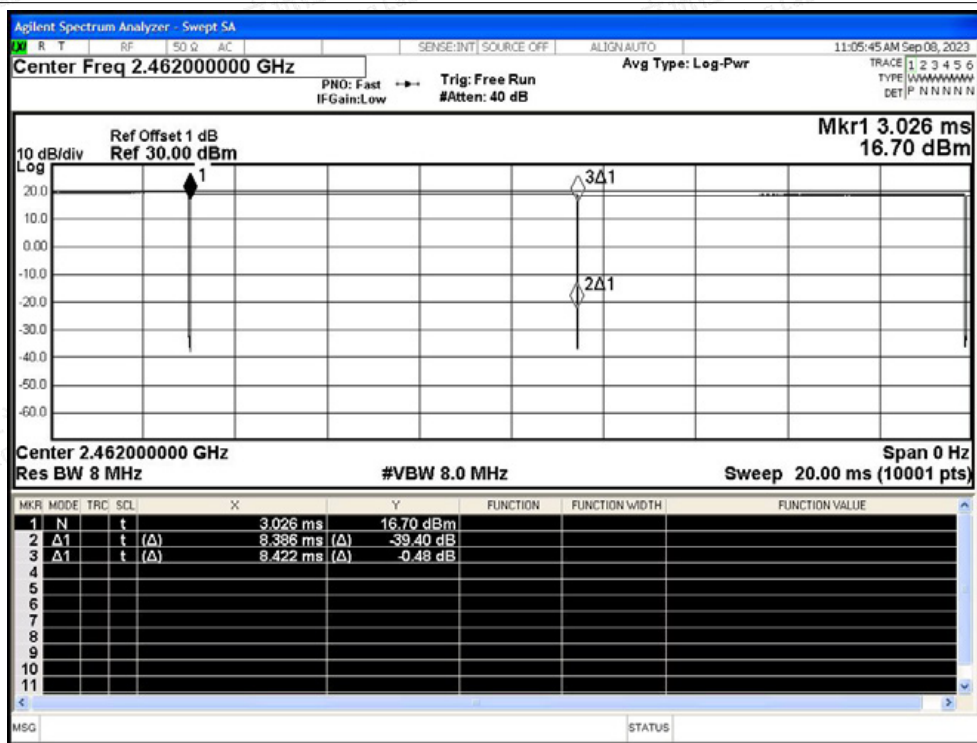 Agilent Spectrum Analyzer - Swept SA
R T RF 50 Ω AC SENSE:INT SOURCE OFF ALIGN AUTO 11:05:45 AM Sep 08, 2023
Center Freq 2.462000000 GHz Avg Type: Log-Pwr TRACE 1 2 3 4 5 6
PNO: Fast Trig: Free Run TYPE WWWWWW
IFGain:Low #Atten: 40 dB DET P N N N N N
Mkr1 3.026 ms
Ref Offset 1 dB
10 dB/div Ref 30.00 dBm 16.70 dBm
Log
1 3Δ1
20.0
10.0
0.00
-10.0
2Δ1
-20.0
-30.0
-40.0
-50.0
-60.0
Center 2.462000000 GHz Span 0 Hz
Res BW 8 MHz #VBW 8.0 MHz Sweep 20.00 ms (10001 pts)
MKR MODE TRC SCL X Y FUNCTION FUNCTION WIDTH FUNCTION VALUE
1 N t 3.026 ms 16.70 dBm
2 Δ1 t (Δ) 8.386 ms (Δ) -39.40 dB
3 Δ1 t (Δ) 8.422 ms (Δ) -0.48 dB
4
5
6
7
8
9
10
11
MSG STATUS